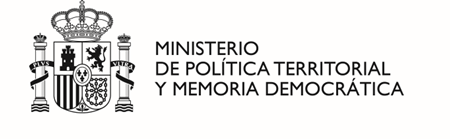 MINISTERIO
DE POLÍTICA TERRITORIAL
Y MEMORIA DEMOCRÁTICA
PLVS VLTRA